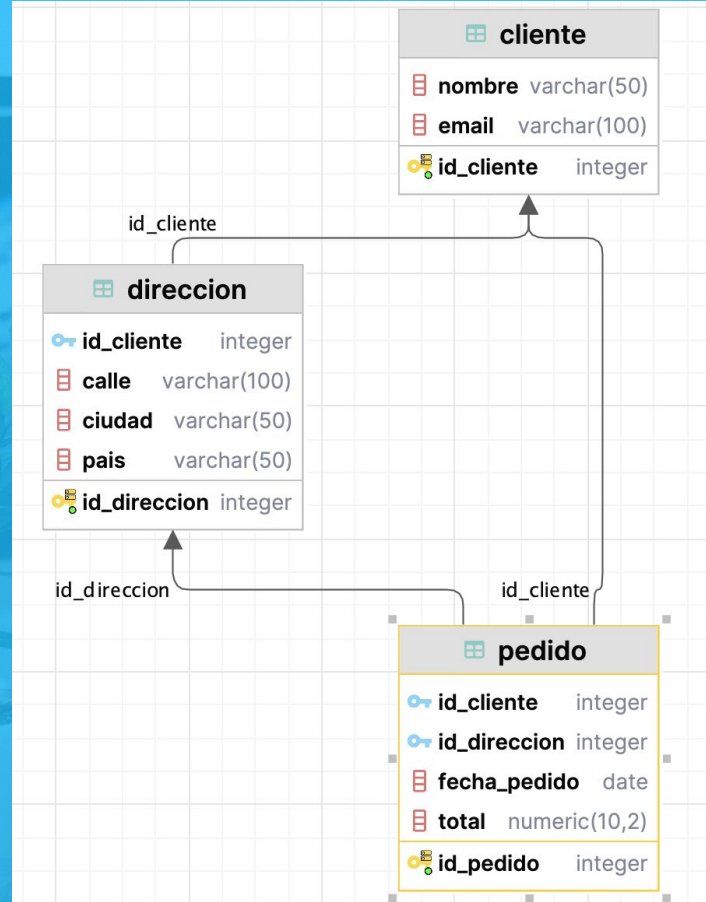 cliente
nombre varchar(50)
email varchar(100)
id_cliente integer
id_cliente
direccion
id_cliente integer
calle varchar(100)
ciudad varchar(50)
pais varchar(50)
id_direccion integer
id_direccion
id_cliente
pedido
id_cliente integer
id_direccion integer
fecha_pedido date
total numeric(10,2)
id_pedido integer